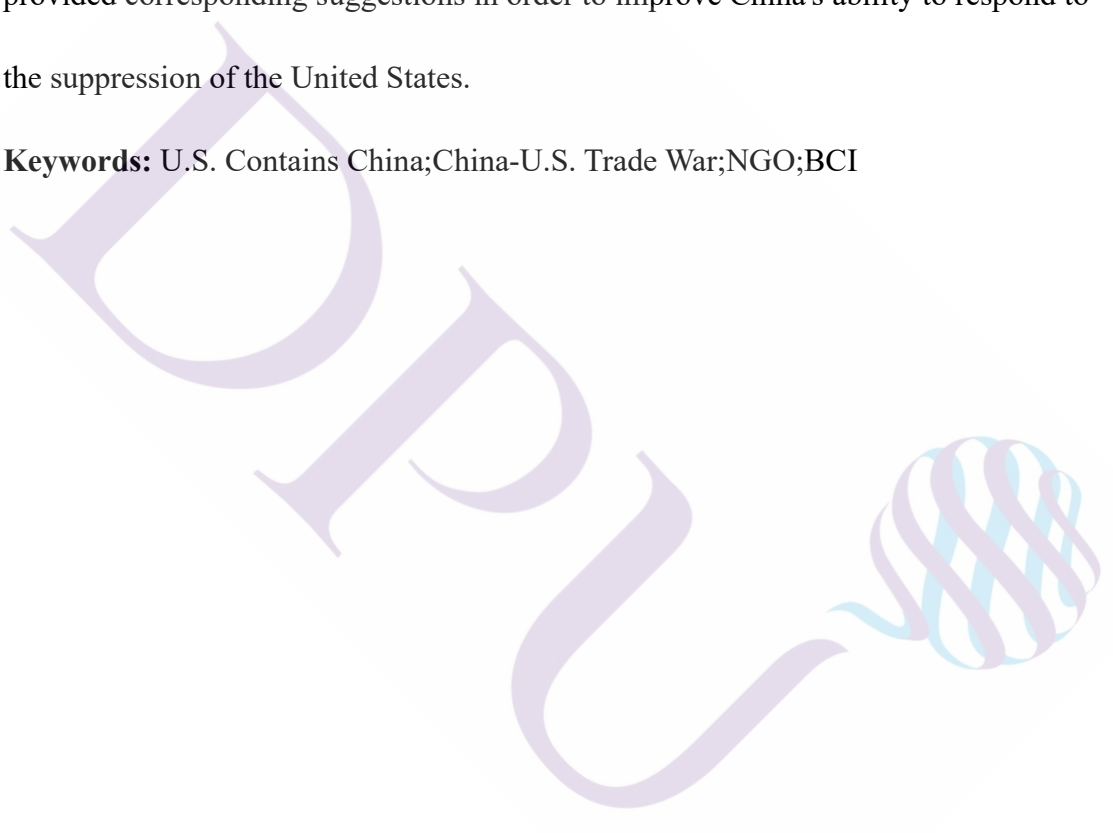 provided corresponding suggestions in order to improve China's ability to respond to
the suppression of the United States.
Keywords: U.S. Contains China;China-U.S. Trade War;NGO;BCI
DPU